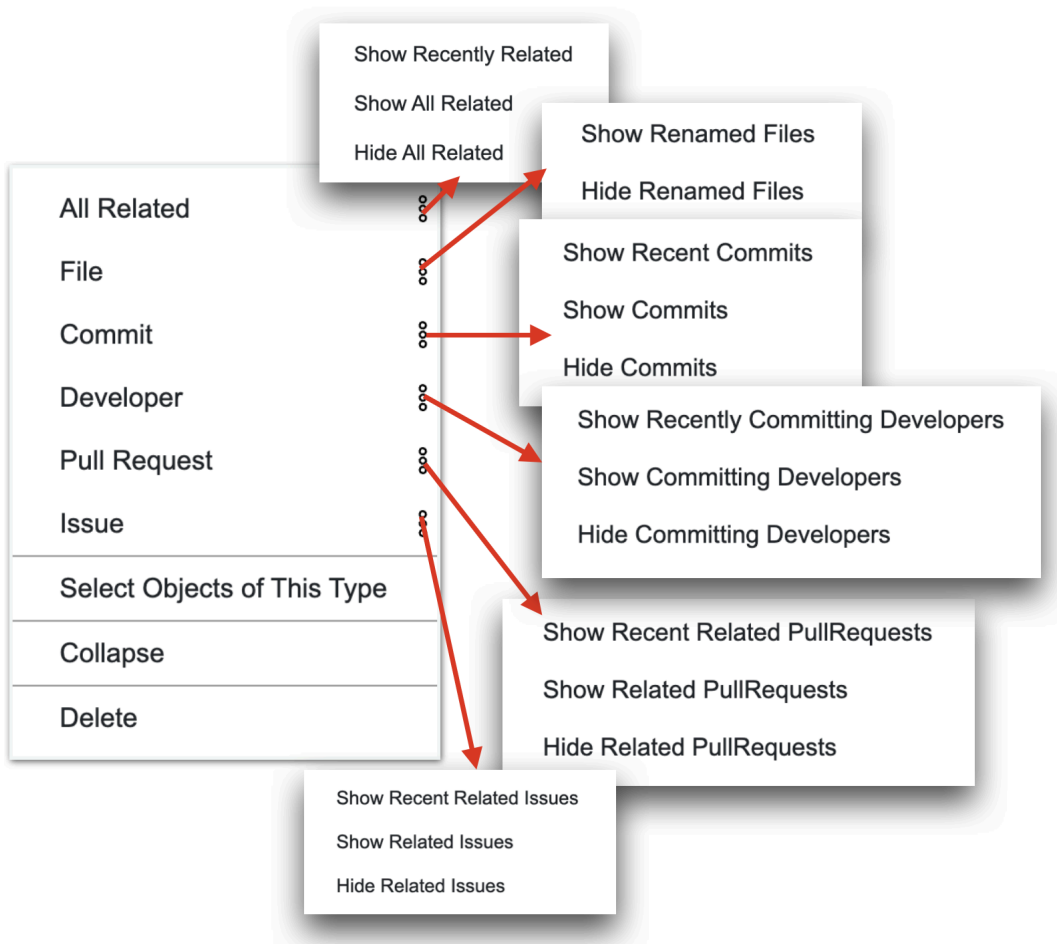 Show Recently Related
Show All Related
Hide All Related
Show Renamed Files
Hide Renamed Files
All Related
File
Commit
Developer
Pull Request
Issue
Select Objects of This Type
Collapse
Delete
Show Recent Commits
Show Commits
Hide Commits
Show Recently Committing Developers
Show Committing Developers
Hide Committing Developers
Show Recent Related PullRequests
Show Related PullRequests
Hide Related PullRequests
Show Recent Related Issues
Show Related Issues
Hide Related Issues